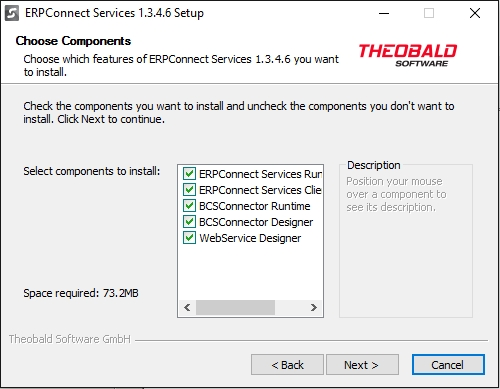 ERPConnect Services 1.3.4.6 Setup
Choose Components
Choose which features of ERPConnect Services 1.3.4.6 you want
to install.
THEOBALD
SOFTWARE
Check the components you want to install and uncheck the components you don't want to
install. Click Next to continue.
Select components to install:
ERPConnect Services Run
ERPConnect Services Clie
BCSConnector Runtime
BCSConnector Designer
WebService Designer
Description
Position your mouse
over a component to
see its description.
Space required: 73.2MB
Theobald Software GmbH
< Back
Next >
Cancel